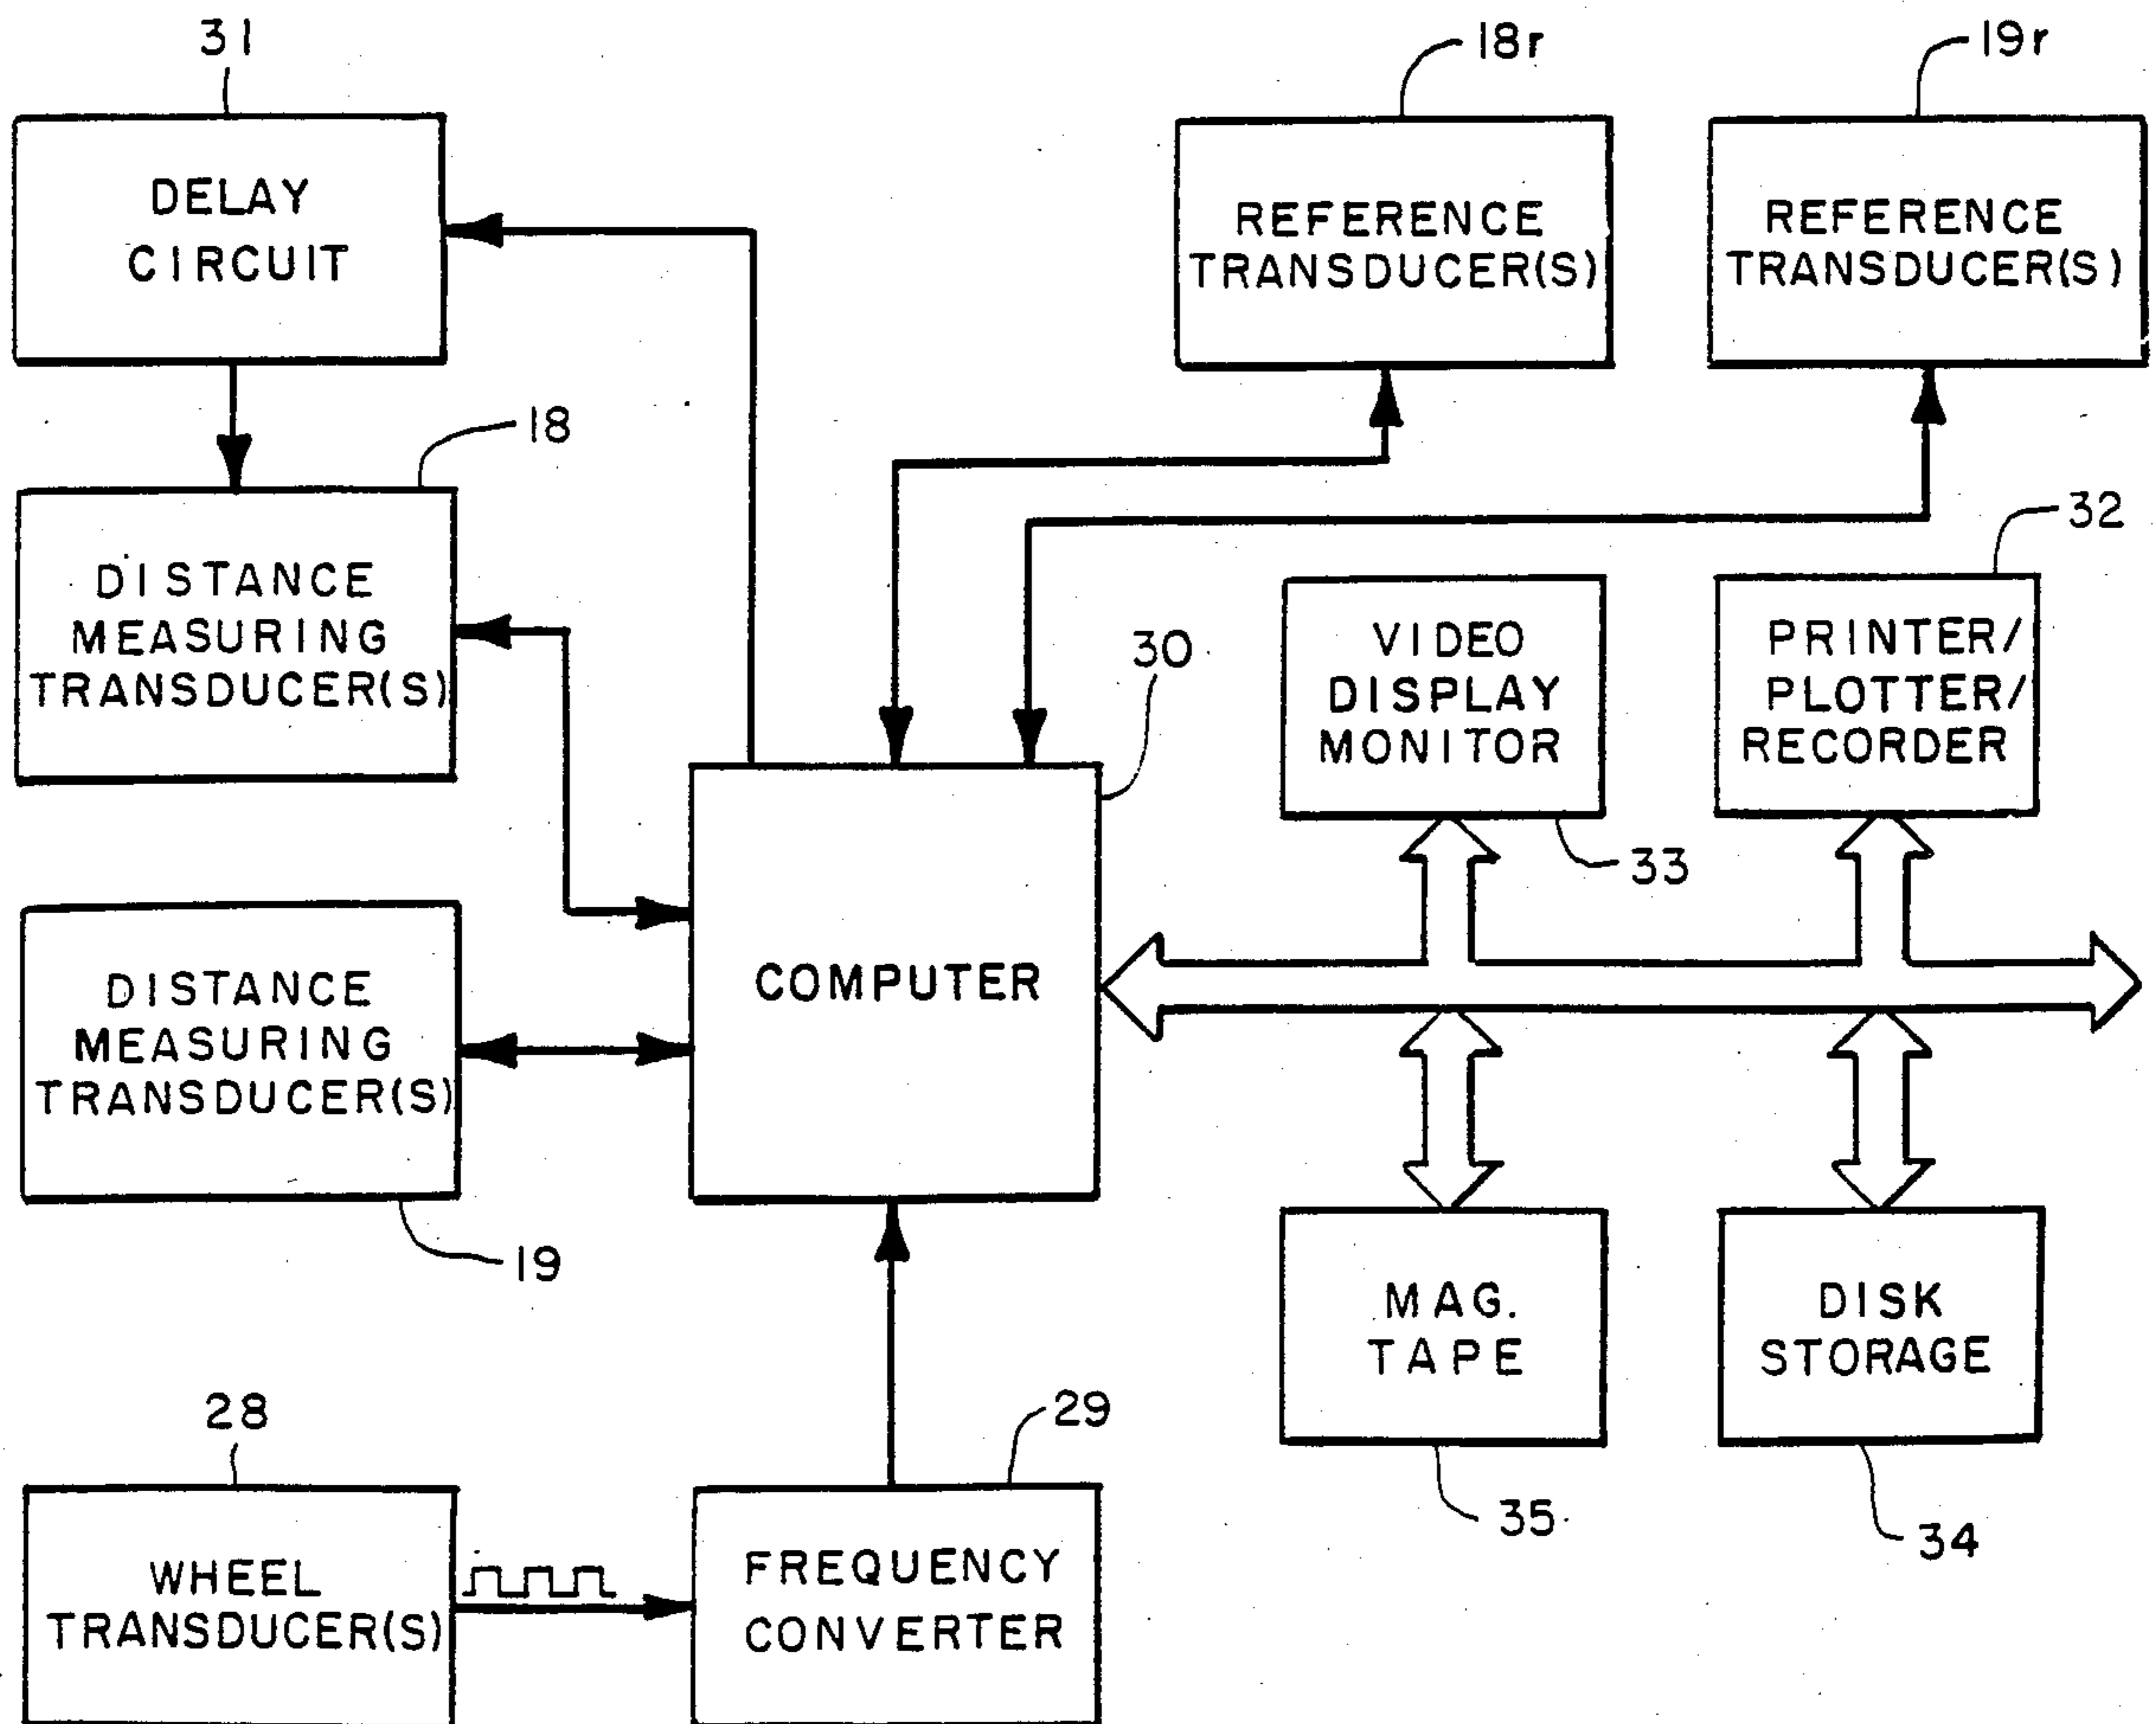 31
DELAY
CIRCUIT
18r
REFERENCE
TRANSDUCER(S)
19r
REFERENCE
TRANSDUCER(S)
18
DISTANCE
MEASURING
TRANSDUCER(S)
30
COMPUTER
VIDEO
DISPLAY
MONITOR
33
32
PRINTER/
PLOTTER/
RECORDER
DISTANCE
MEASURING
TRANSDUCER(S)
19
MAG.
TAPE
35
DISK
STORAGE
34
28
WHEEL
TRANSDUCER(S)
29
FREQUENCY
CONVERTER